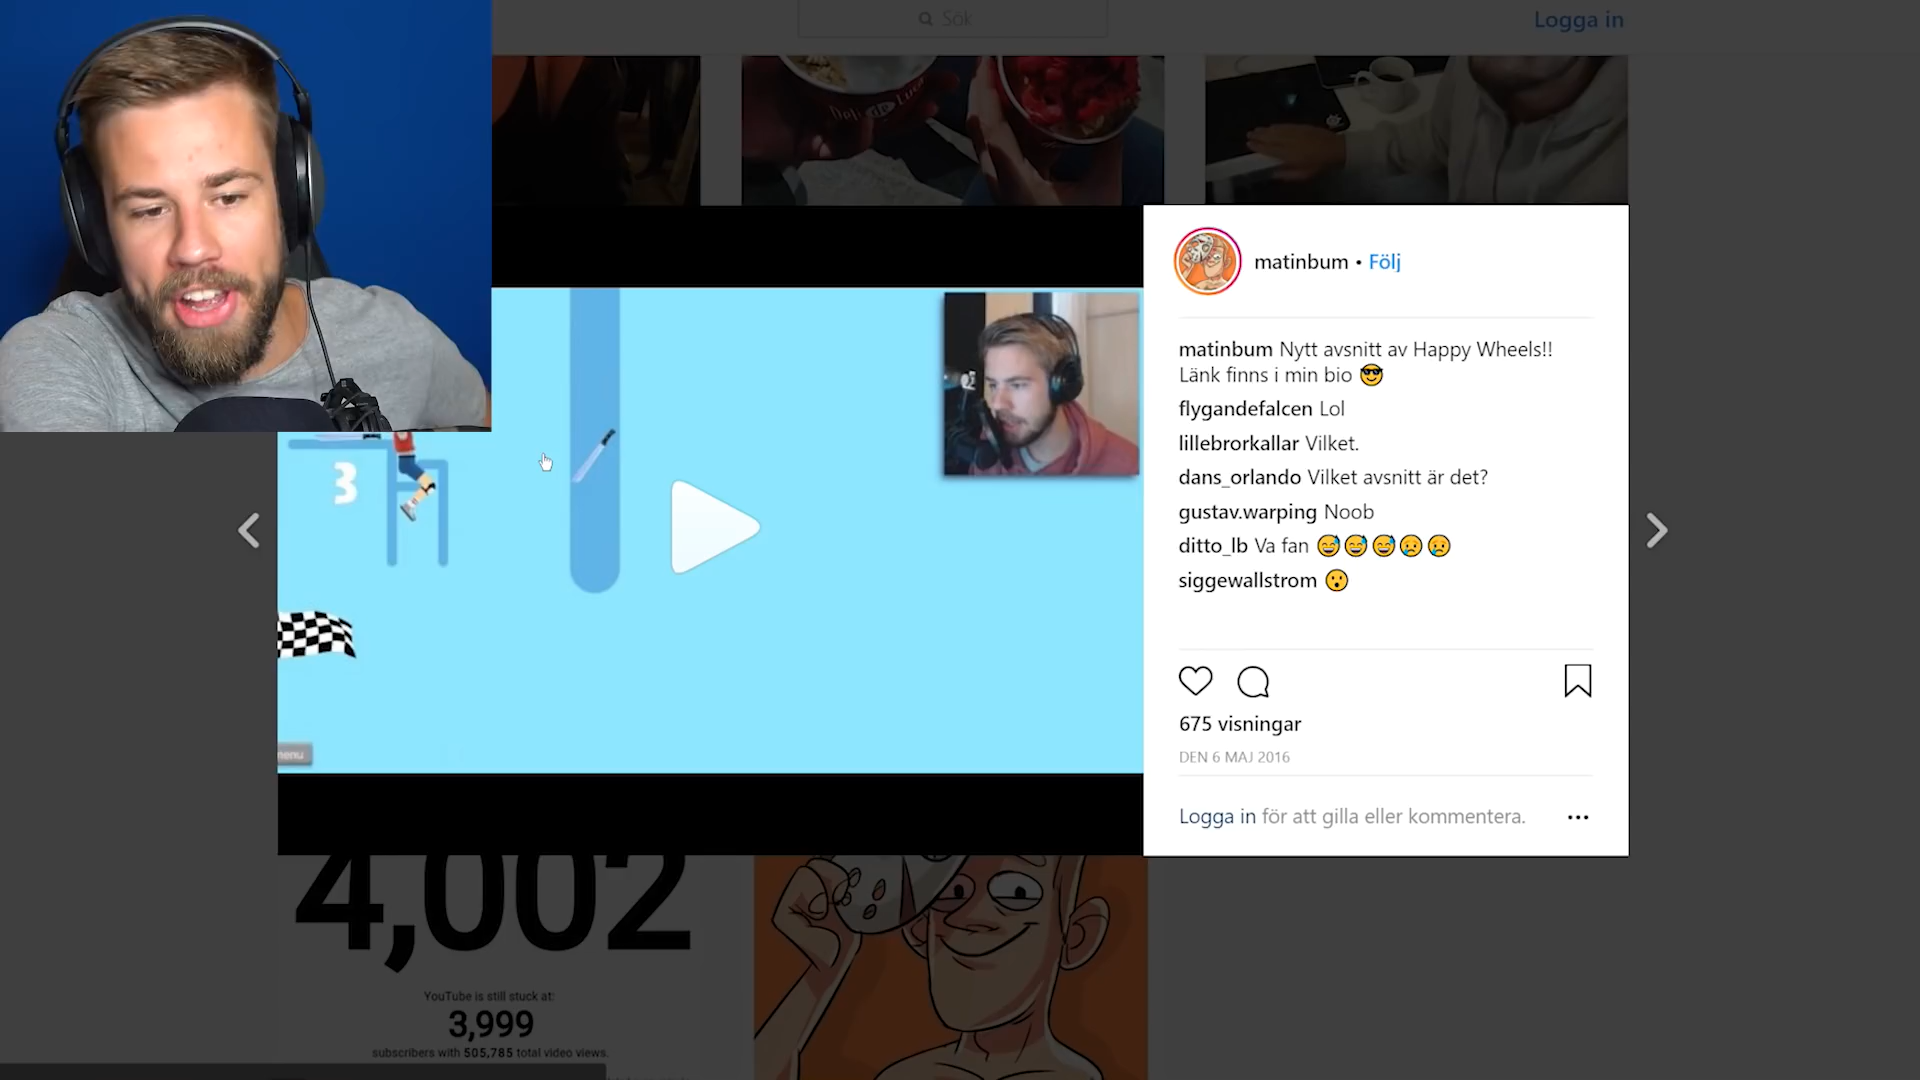 Sök
Logga in
matinbum • Följ
matinbum Nytt avsnitt av Happy Wheels!!
Länk finns i min bio 😎
flygandefalcen Lol
lillebrorkallar Vilket.
dans_orlando Vilket avsnitt är det?
gustav.warping Noob
ditto_lb Va fan 😅😅😅😥😥
siggewallstrom 😮
3
menu
675 visningar
DEN 6 MAJ 2016
Logga in för att gilla eller kommentera.
4,002
YouTube is still stuck at:
3,999
subscribers with 505,785 total video views.